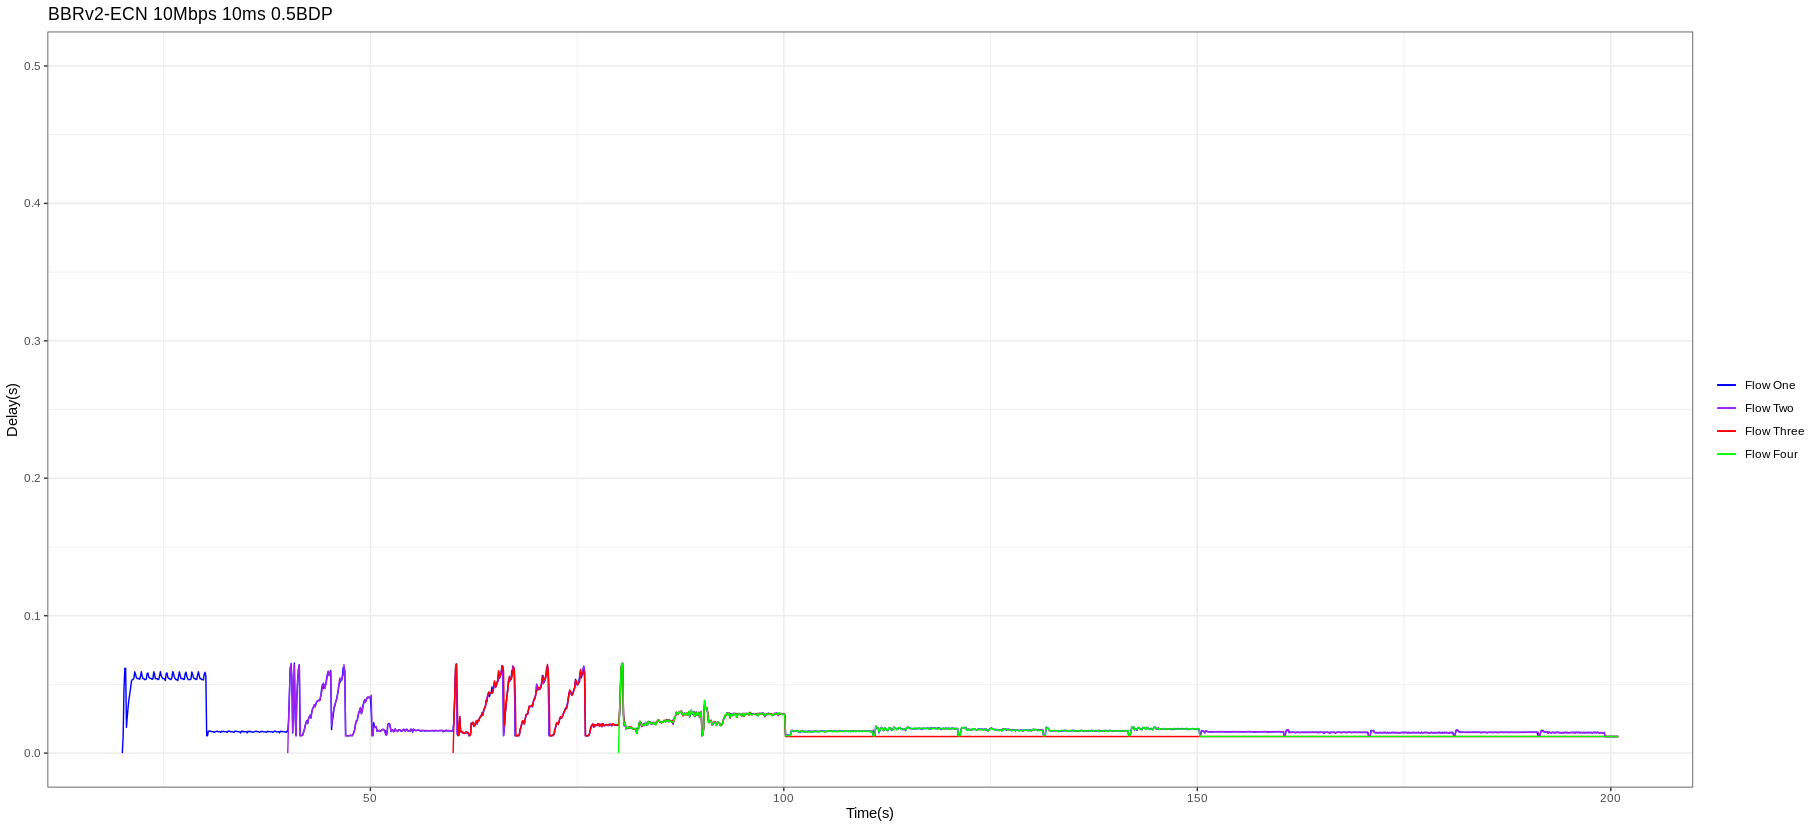 BBRv2-ECN 10Mbps 10ms 0.5BDP
Delay(s)
0.5
0.4
0.3
0.2
0.1
0.0
50
100
150
200
Time(s)
Flow One
Flow Two
Flow Three
Flow Four